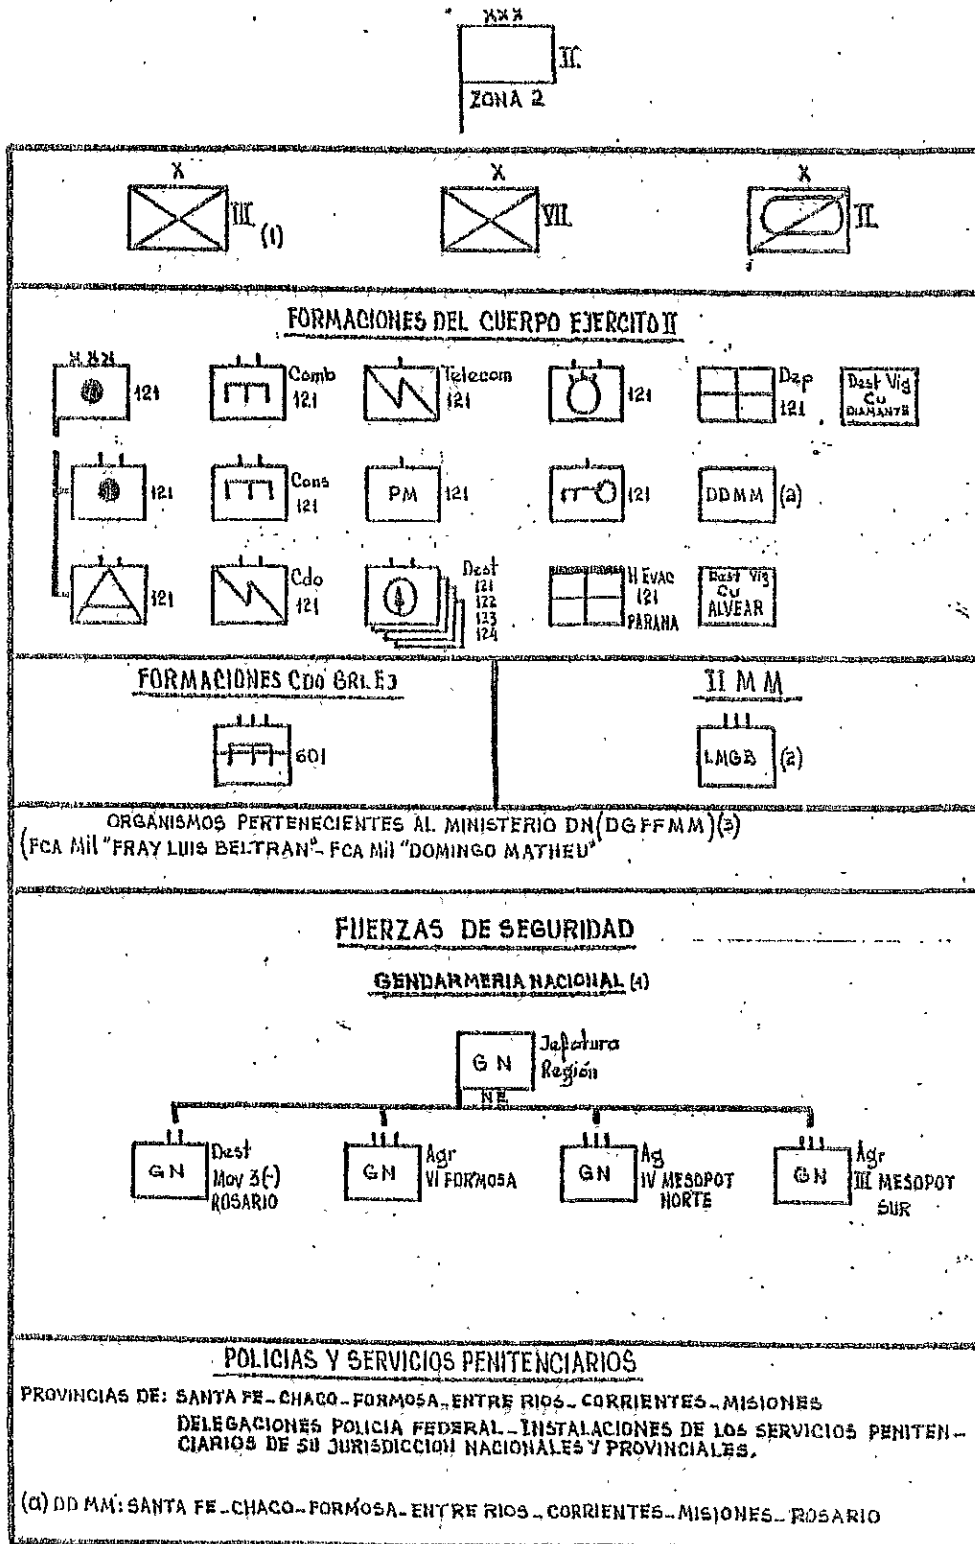 XXX
II
ZONA 2
X
III
(1)
X
VII
X
II
FORMACIONES DEL CUERPO EJERCITO II
XXX
121
Comb
121
Telecom
121
121
Dep
121
Dest Vig
Cu
DIAMANTE
121
Cons
121
PM
121
121
DDMM
(a)
121
Cdo
121
Dest
121
122
123
124
H EVAC
121
PARANA
Dest Vig
Cu
ALVEAR
FORMACIONES CDO GRL EJ
601
II M M
LMGB
(2)
ORGANISMOS PERTENECIENTES AL MINISTERIO DN (DGFFMM) (3)
(FCA Mil "FRAY LUIS BELTRAN" - FCA Mil "DOMINGO MATHEU"
FUERZAS DE SEGURIDAD
GENDARMERIA NACIONAL (4)
GN
Jefatura
Región
NE
GN
Dest
Mov 3(-)
ROSARIO
GN
Agr
VI FORMOSA
GN
Ag
IV MESOPOT
NORTE
GN
Agr
III MESOPOT
SUR
POLICIAS Y SERVICIOS PENITENCIARIOS
PROVINCIAS DE: SANTA FE - CHACO - FORMOSA - ENTRE RIOS - CORRIENTES - MISIONES
DELEGACIONES POLICIA FEDERAL - INSTALACIONES DE LOS SERVICIOS PENITEN-
CIARIOS DE SU JURISDICCION NACIONALES Y PROVINCIALES.
(a) DD MM: SANTA FE - CHACO - FORMOSA - ENTRE RIOS - CORRIENTES - MISIONES - ROSARIO